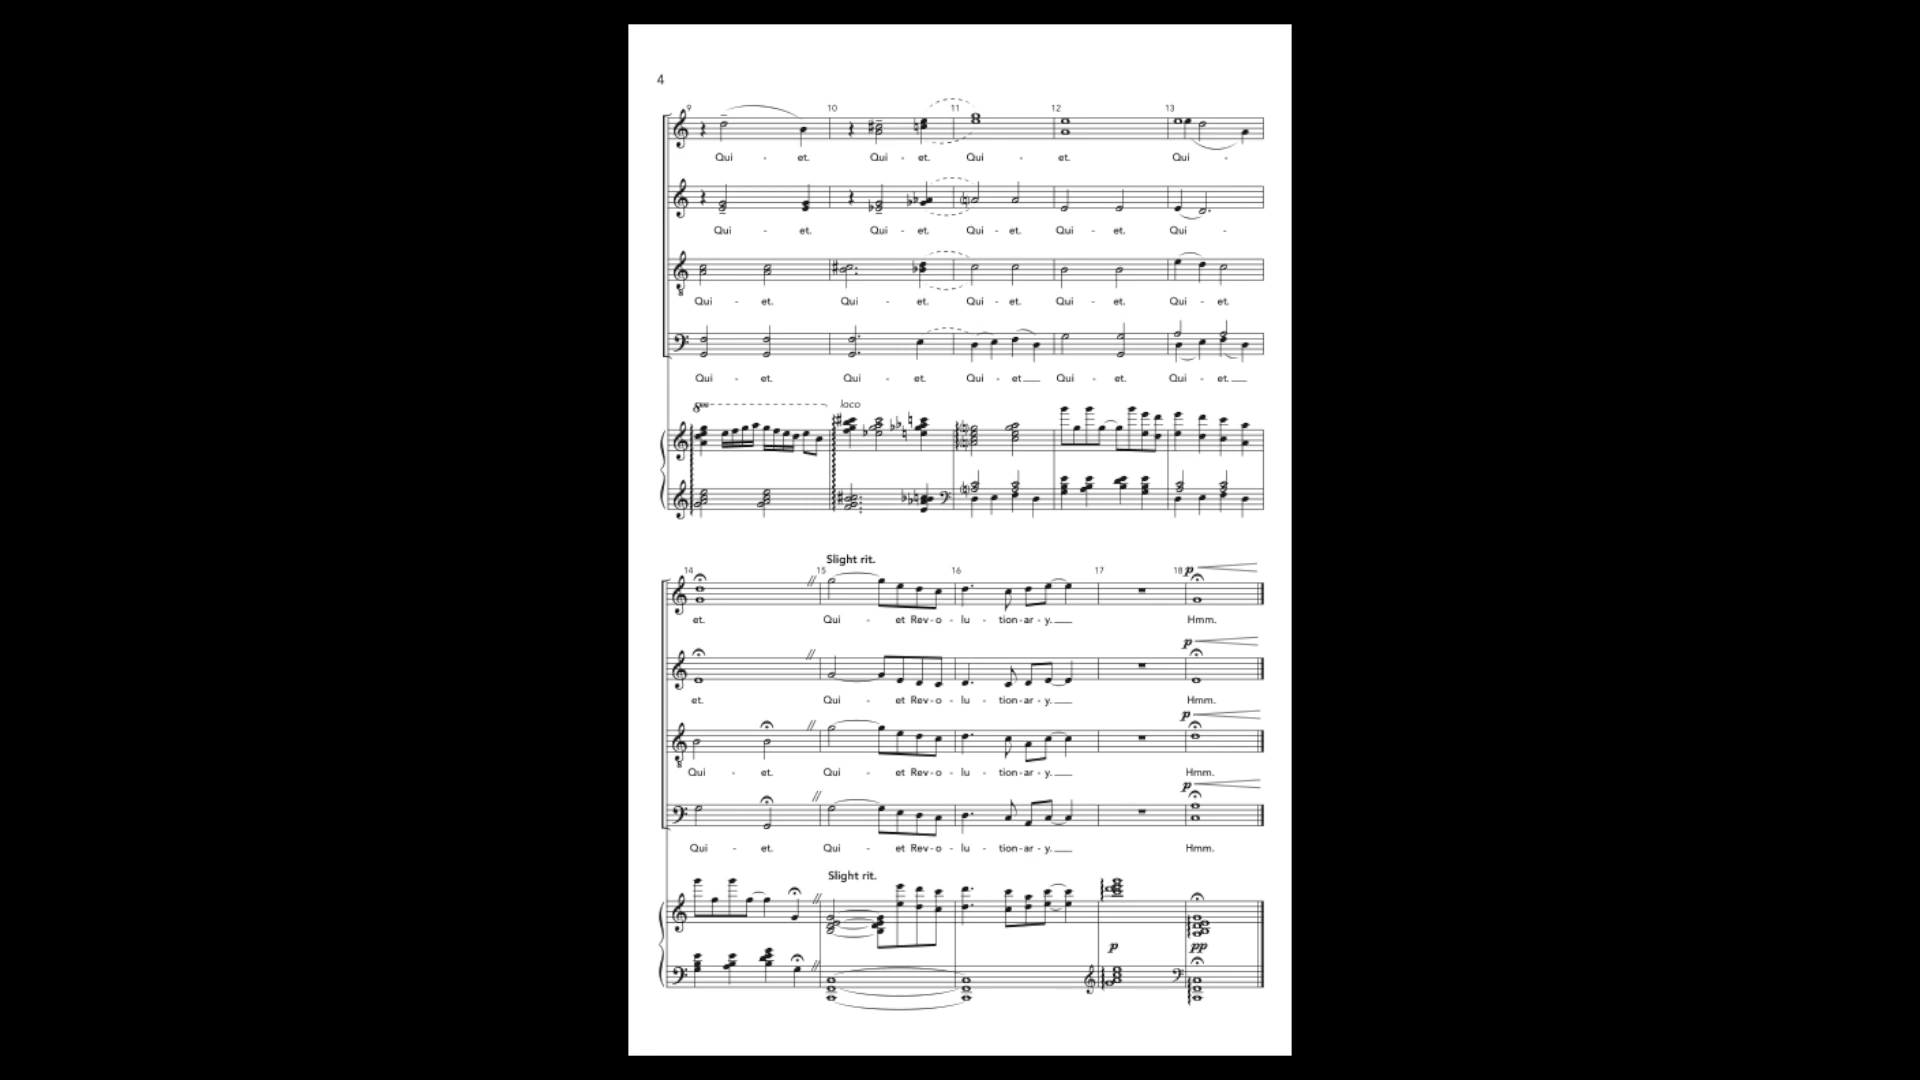 4
9 10 11 12 13
Qui - et. Qui - et. Qui - et. Qui -
Qui - et. Qui - et. Qui - et. Qui - et. Qui -
Qui - et. Qui - et. Qui - et. Qui - et. Qui - et.
Qui - et. Qui - et. Qui - et Qui - et. Qui - et.
8va loco
Slight rit.
14 15 16 17 18 p
et. Qui - et Rev-o - lu - tion-ar - y. Hmm.
p
et. Qui - et Rev-o - lu - tion-ar - y. Hmm.
p
Qui - et. Qui - et Rev-o - lu - tion-ar - y. Hmm.
p
Qui - et. Qui - et Rev-o - lu - tion-ar - y. Hmm.
Slight rit.
p pp